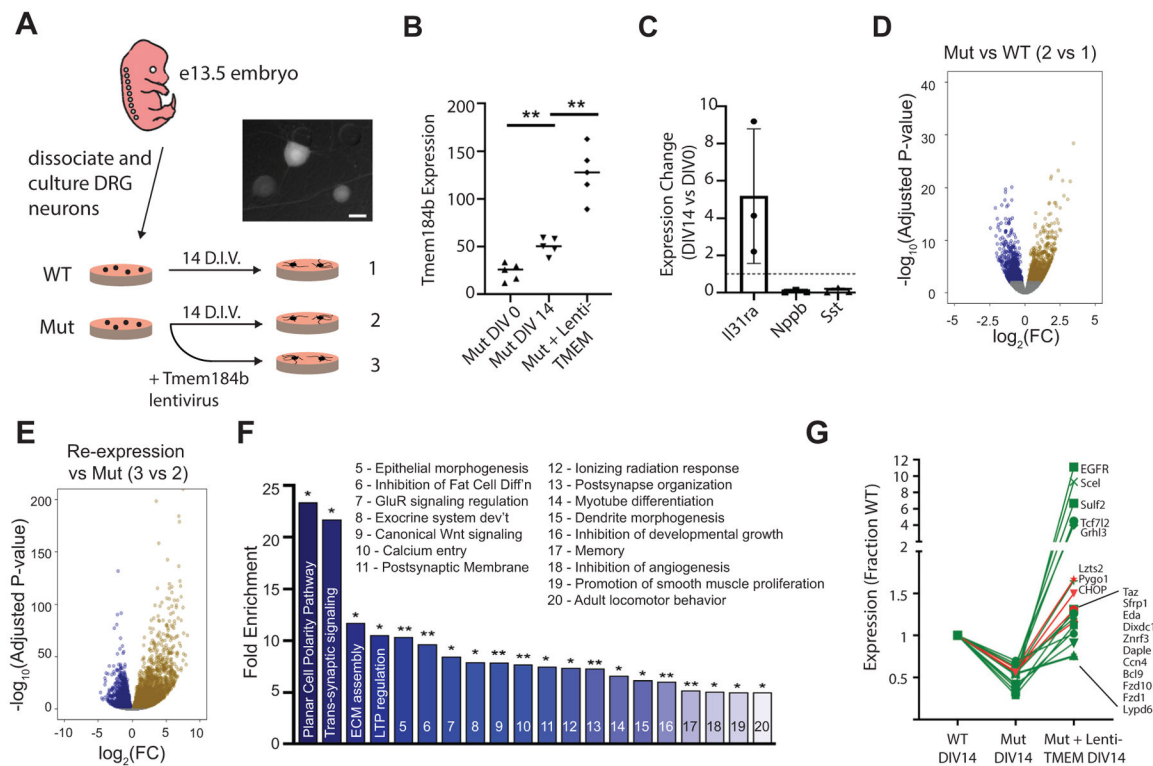 A
e13.5 embryo
dissociate and
culture DRG
neurons
WT
14 D.I.V.
1
Mut
14 D.I.V.
2
3
+ Tmem184b
lentivirus
B
Tmem184b Expression
200
150
100
50
0
**
**
Mut DIV 0
Mut DIV 14
Mut + Lenti-
TMEM
C
Expression Change
(DIV14 vs DIV0)
10
8
6
4
2
0
Il31ra
Nppb
Sst
D
Mut vs WT (2 vs 1)
-log10(Adjusted P-value)
40
30
20
10
0
-5
-2.5
0
2.5
5
log2(FC)
E
Re-expression
vs Mut (3 vs 2)
-log10(Adjusted P-value)
200
150
100
50
0
-10
-5
0
5
10
log2(FC)
F
5 - Epithelial morphogenesis
6 - Inhibition of Fat Cell Diff'n
7 - GluR signaling regulation
8 - Exocrine system dev't
9 - Canonical Wnt signaling
10 - Calcium entry
11 - Postsynaptic Membrane
12 - Ionizing radiation response
13 - Postsynapse organization
14 - Myotube differentiation
15 - Dendrite morphogenesis
16 - Inhibition of developmental growth
17 - Memory
18 - Inhibition of angiogenesis
19 - Promotion of smooth muscle proliferation
20 - Adult locomotor behavior
Fold Enrichment
25
20
15
10
5
0
* * * * * ** * * ** ** * * ** * * ** ** * * *
Planar Cell Polarity Pathway
Trans-synaptic signaling
ECM assembly
LTP regulation
5 6 7 8 9 10 11 12 13 14 15 16 17 18 19 20
G
Expression (Fraction WT)
12
10
8
6
4
2
1.5
1
0.5
EGFR
Scel
Sulf2
Tcf7l2
Grhl3
Lzts2
Pygo1
CHOP
Taz
Sfrp1
Eda
Dixdc1
Znrf3
Daple
Ccn4
Bcl9
Fzd10
Fzd1
Lypd6
WT
DIV14
Mut
DIV14
Mut + Lenti-
TMEM DIV14